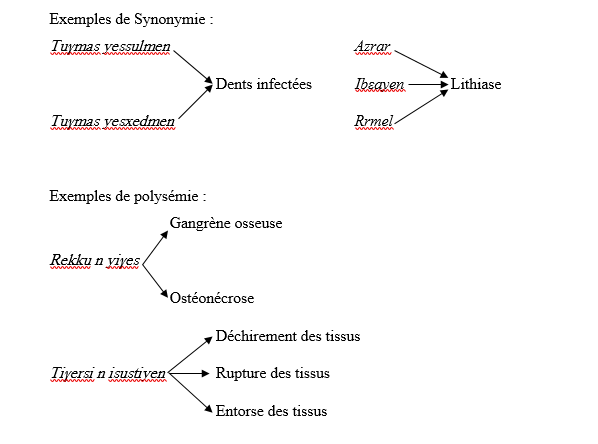 Exemples de Synonymie :
Tuɣmas yessulmen
Azrar
Dents infectées
Ibɛayen
Lithiase
Tuɣmas yesxedmen
Rrmel
Exemples de polysémie :
Gangrène osseuse
Rekku n yiɣes
Ostéonécrose
Déchirement des tissus
Tiɣersi n isustiyen
Rupture des tissus
Entorse des tissus